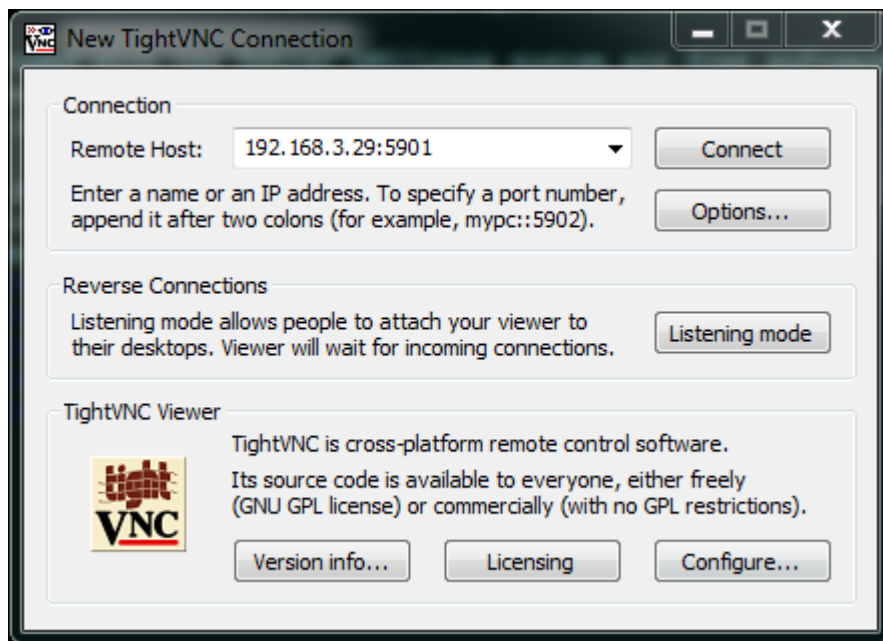 New TightVNC Connection
Connection
Remote Host: 192.168.3.29:5901 Connect
Enter a name or an IP address. To specify a port number,
append it after two colons (for example, mypc::5902).
Options...
Reverse Connections
Listening mode allows people to attach your viewer to
their desktops. Viewer will wait for incoming connections.
Listening mode
TightVNC Viewer
TightVNC is cross-platform remote control software.
Its source code is available to everyone, either freely
(GNU GPL license) or commercially (with no GPL restrictions).
tight
VNC
Version info... Licensing Configure...